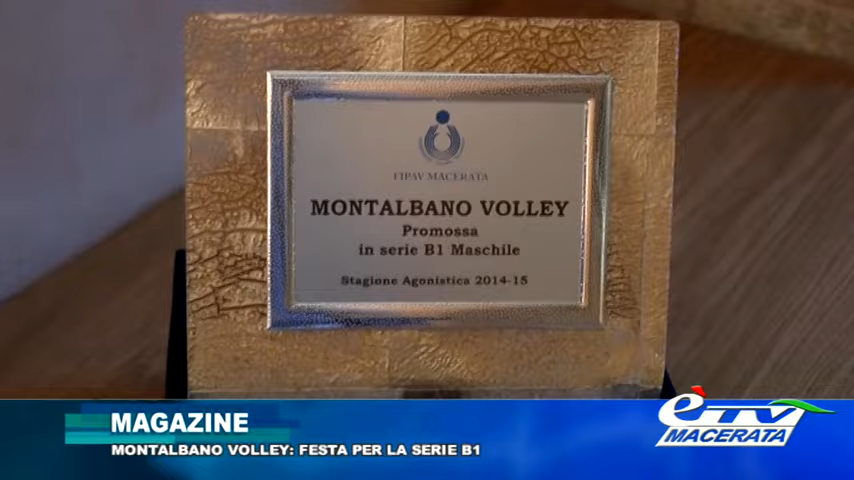 FIPAV MACERATA
MONTALBANO VOLLEY
Promossa
in serie B1 Maschile
Stagione Agonistica 2014-15
MAGAZINE
MONTALBANO VOLLEY: FESTA PER LA SERIE B1
èTV
MACERATA